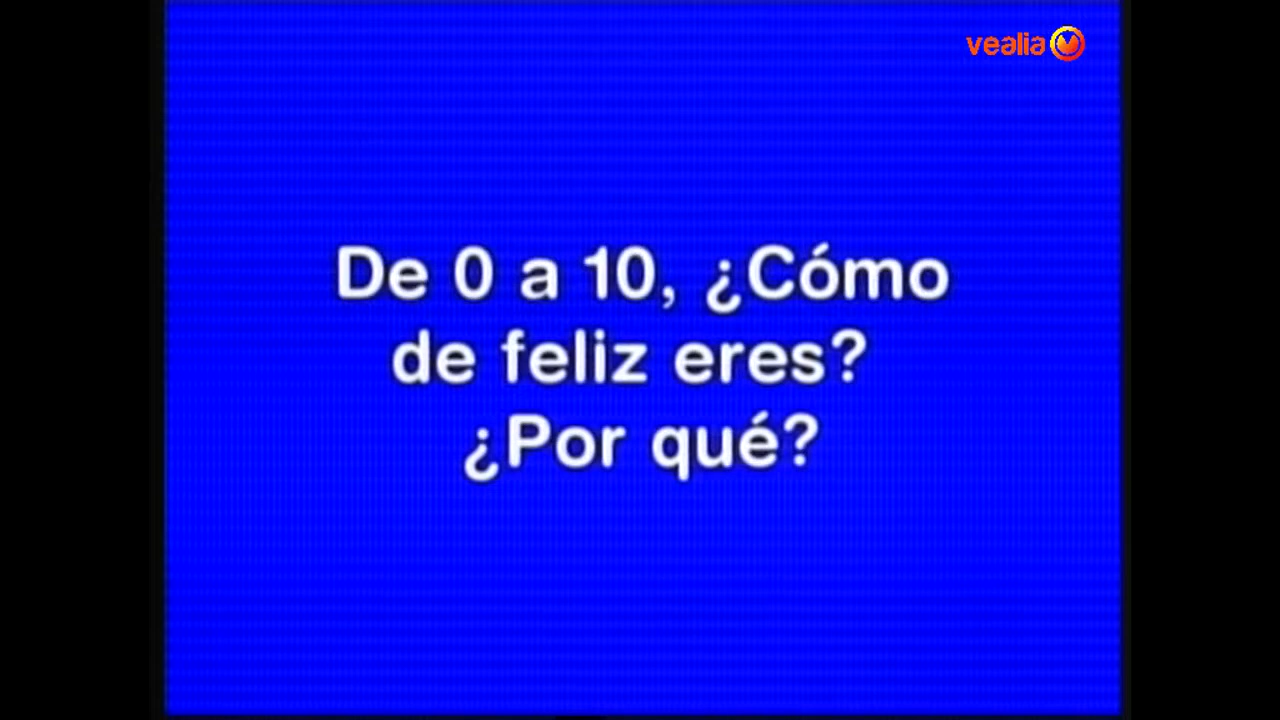 vealia
De 0 a 10, ¿Cómo
de feliz eres?
¿Por qué?